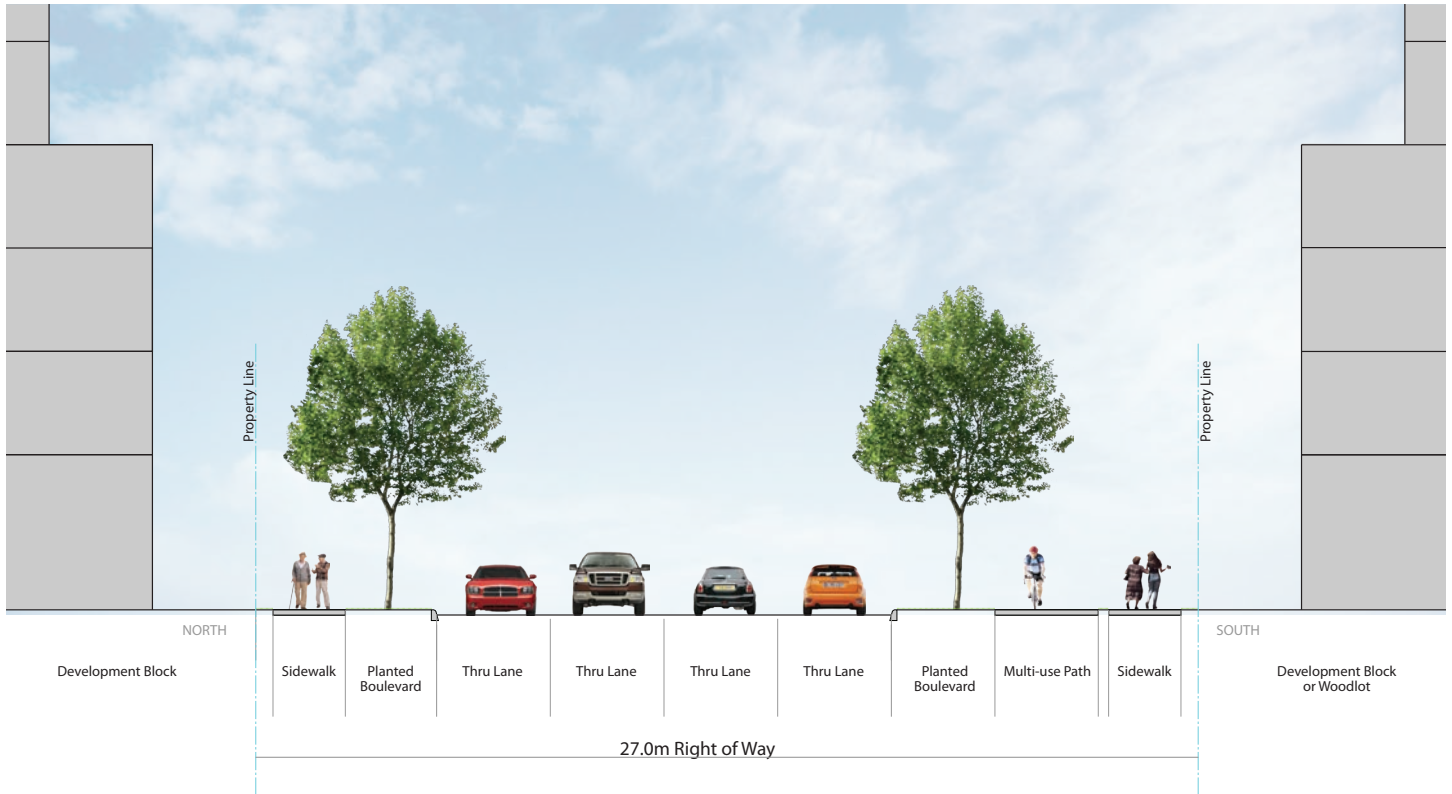 Property Line
Property Line
NORTH
SOUTH
Development Block
Sidewalk
Planted
Boulevard
Thru Lane
Thru Lane
Thru Lane
Thru Lane
Planted
Boulevard
Multi-use Path
Sidewalk
Development Block
or Woodlot
27.0m Right of Way